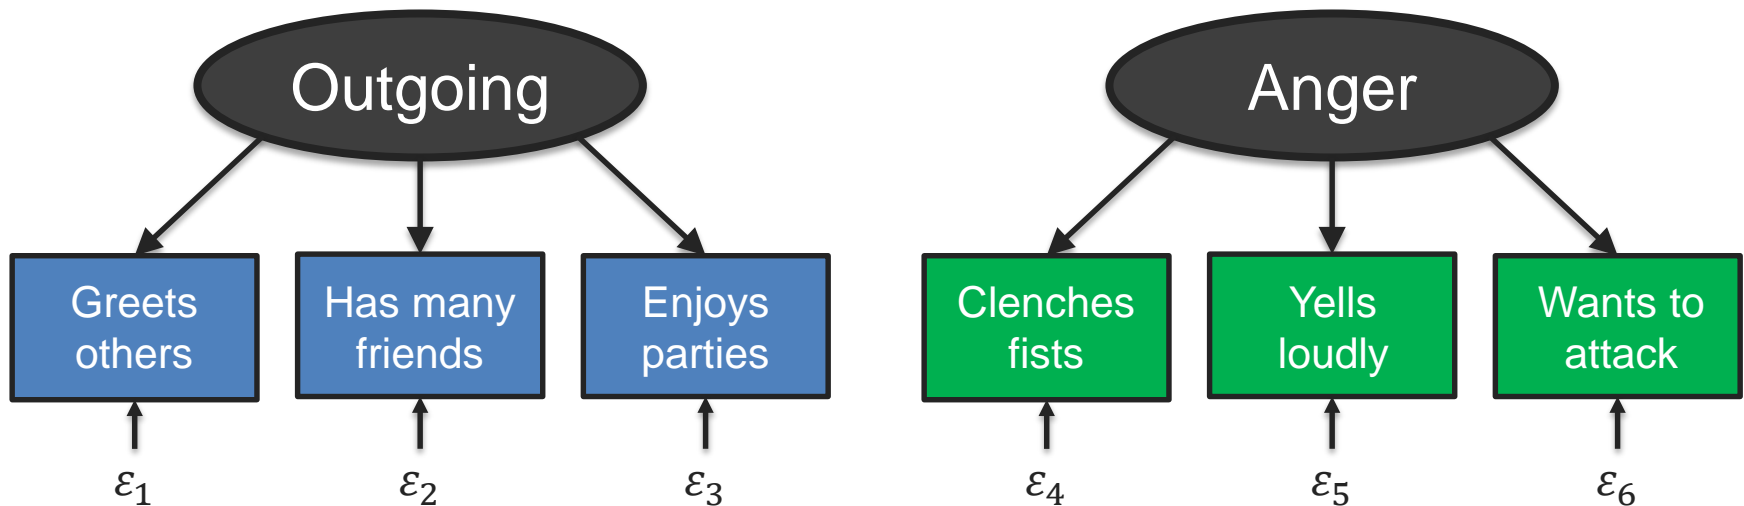 Outgoing
Anger
Greets
others
Has many
friends
Enjoys
parties
Clenches
fists
Yells
loudly
Wants to
attack
ε1
ε2
ε3
ε4
ε5
ε6